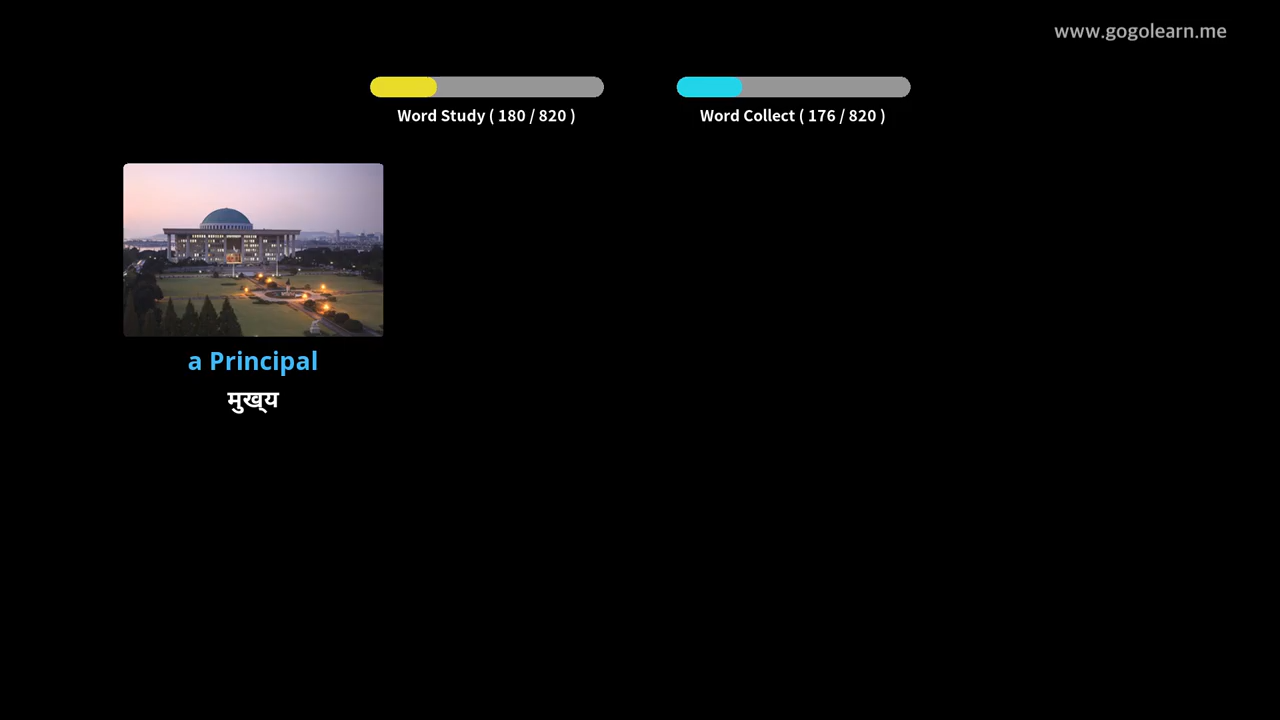 www.gogolearn.me
Word Study ( 180 / 820 )
Word Collect ( 176 / 820 )
a Principal
मुख्य